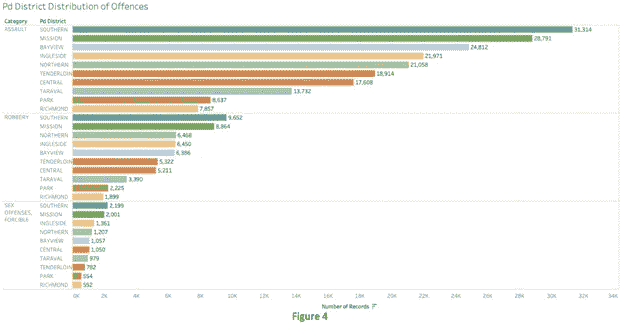 Pd District Distribution of Offences
Category Pd District
ASSAULT SOUTHERN 31,314
MISSION 28,791
BAYVIEW 24,812
INGLESIDE 21,971
NORTHERN 21,058
TENDERLOIN 18,914
CENTRAL 17,608
TARAVAL 13,732
PARK 8,637
RICHMOND 7,857
ROBBERY SOUTHERN 9,652
MISSION 8,864
NORTHERN 6,468
INGLESIDE 6,450
BAYVIEW 6,386
TENDERLOIN 5,322
CENTRAL 5,211
TARAVAL 3,390
PARK 2,225
RICHMOND 1,899
SEX SOUTHERN 2,199
OFFENSES, MISSION 2,001
FORCIBLE INGLESIDE 1,361
NORTHERN 1,207
BAYVIEW 1,057
CENTRAL 1,050
TARAVAL 979
TENDERLOIN 792
PARK 554
RICHMOND 552
0K 2K 4K 6K 8K 10K 12K 14K 16K 18K 20K 22K 24K 26K 28K 30K 32K 34K
Number of Records
Figure 4